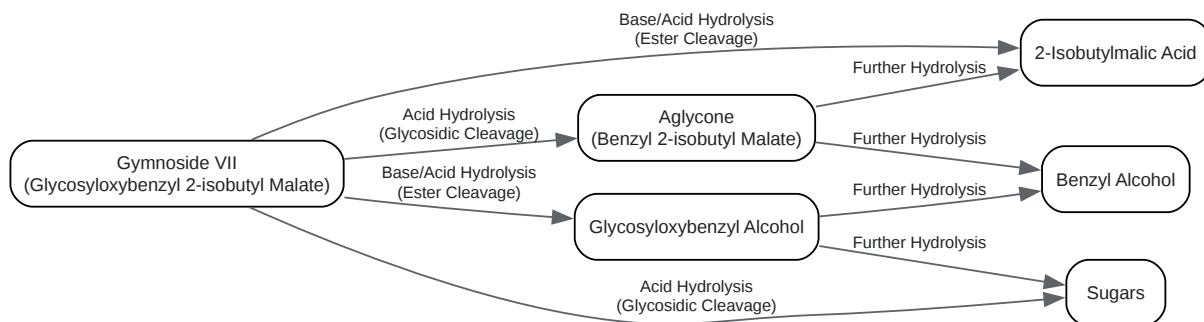 Base/Acid Hydrolysis
(Ester Cleavage)
2-Isobutylmalic Acid
Further Hydrolysis
Acid Hydrolysis
(Glycosidic Cleavage)
Aglycone
(Benzyl 2-isobutyl Malate)
Further Hydrolysis
Gymnoside VII
(Glycosyloxybenzyl 2-isobutyl Malate)
Base/Acid Hydrolysis
(Ester Cleavage)
Benzyl Alcohol
Further Hydrolysis
Glycosyloxybenzyl Alcohol
Further Hydrolysis
Acid Hydrolysis
(Glycosidic Cleavage)
Sugars